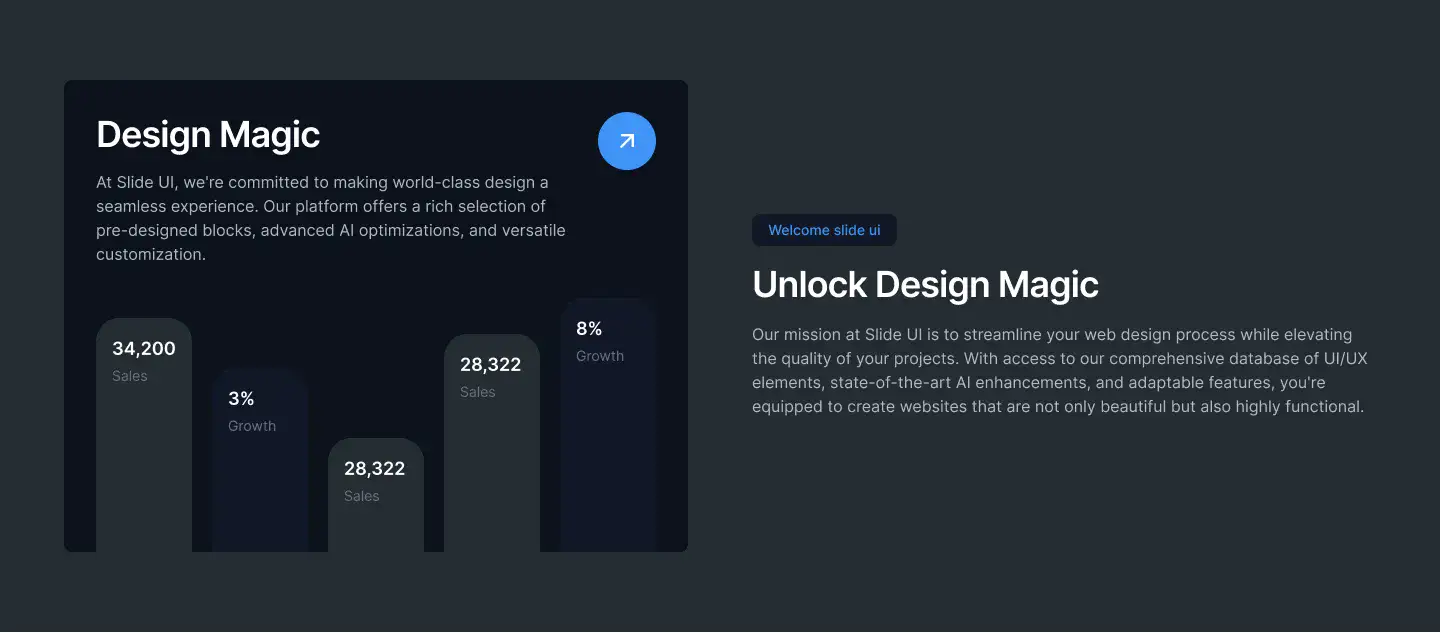 Design Magic
At Slide UI, we're committed to making world-class design a
seamless experience. Our platform offers a rich selection of
pre-designed blocks, advanced AI optimizations, and versatile
customization.
34,200
Sales
3%
Growth
28,322
Sales
28,322
Sales
8%
Growth
Welcome slide ui
Unlock Design Magic
Our mission at Slide UI is to streamline your web design process while elevating
the quality of your projects. With access to our comprehensive database of UI/UX
elements, state-of-the-art AI enhancements, and adaptable features, you're
equipped to create websites that are not only beautiful but also highly functional.